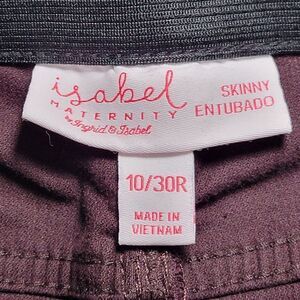 isabel
MATERNITY
by Ingrid & Isabel
SKINNY
ENTUBADO
10/30R
MADE IN
VIETNAM